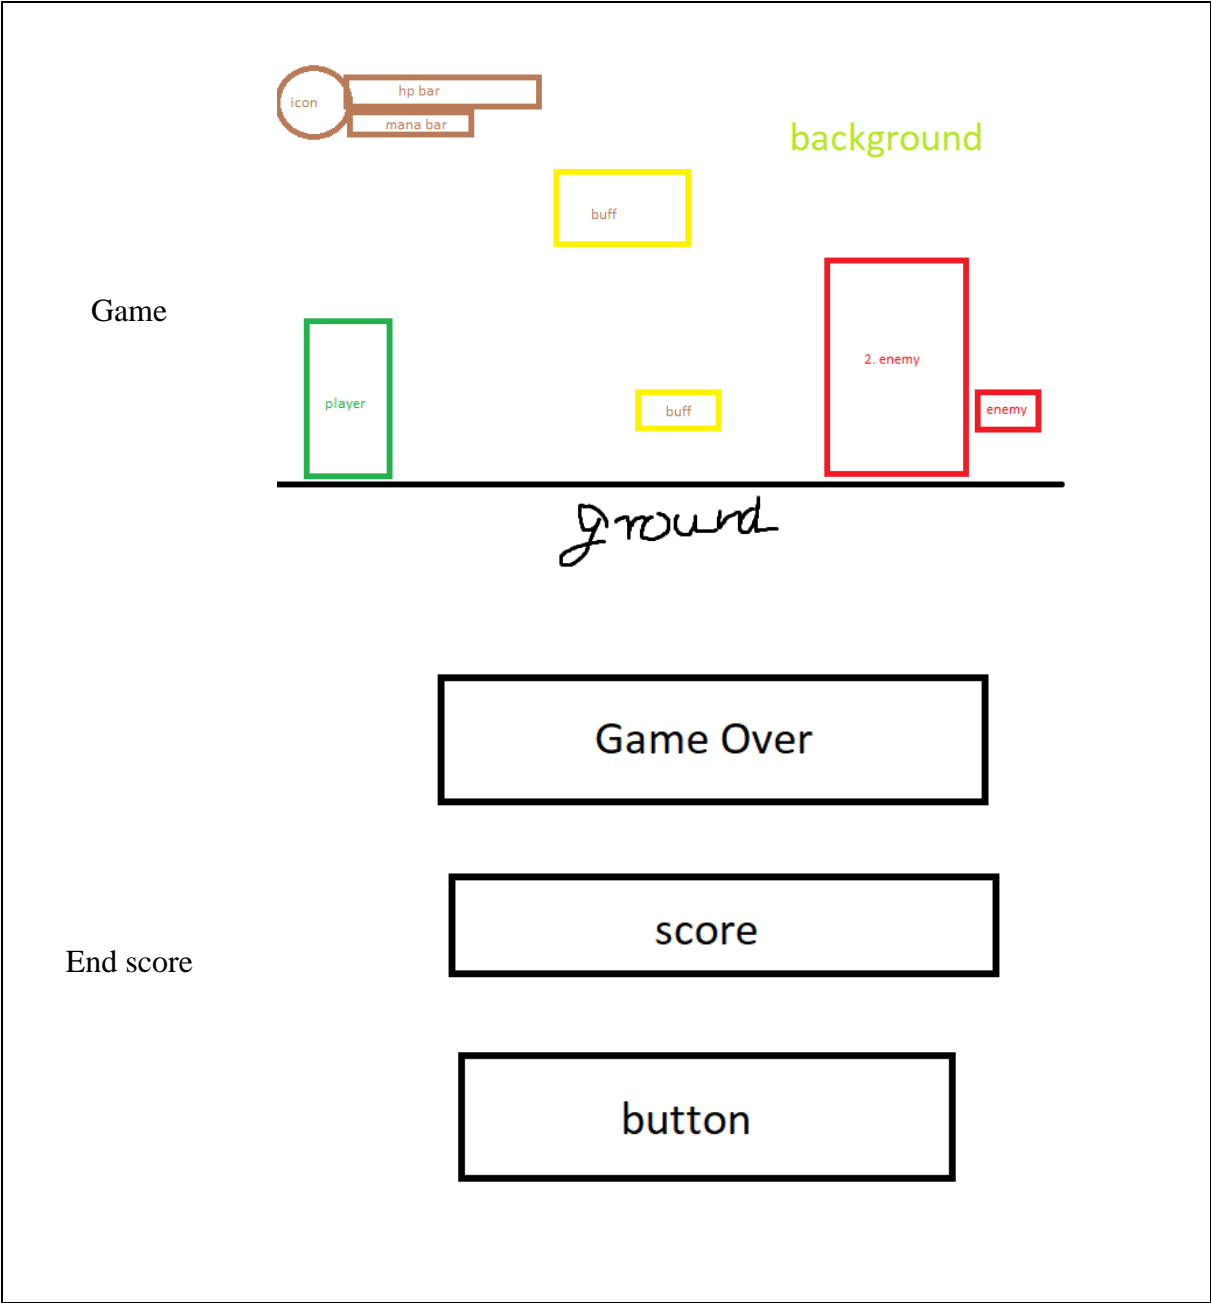 hp bar
icon
mana bar
background
buff
Game
2. enemy
player
buff
enemy
ground
Game Over
score
End score
button